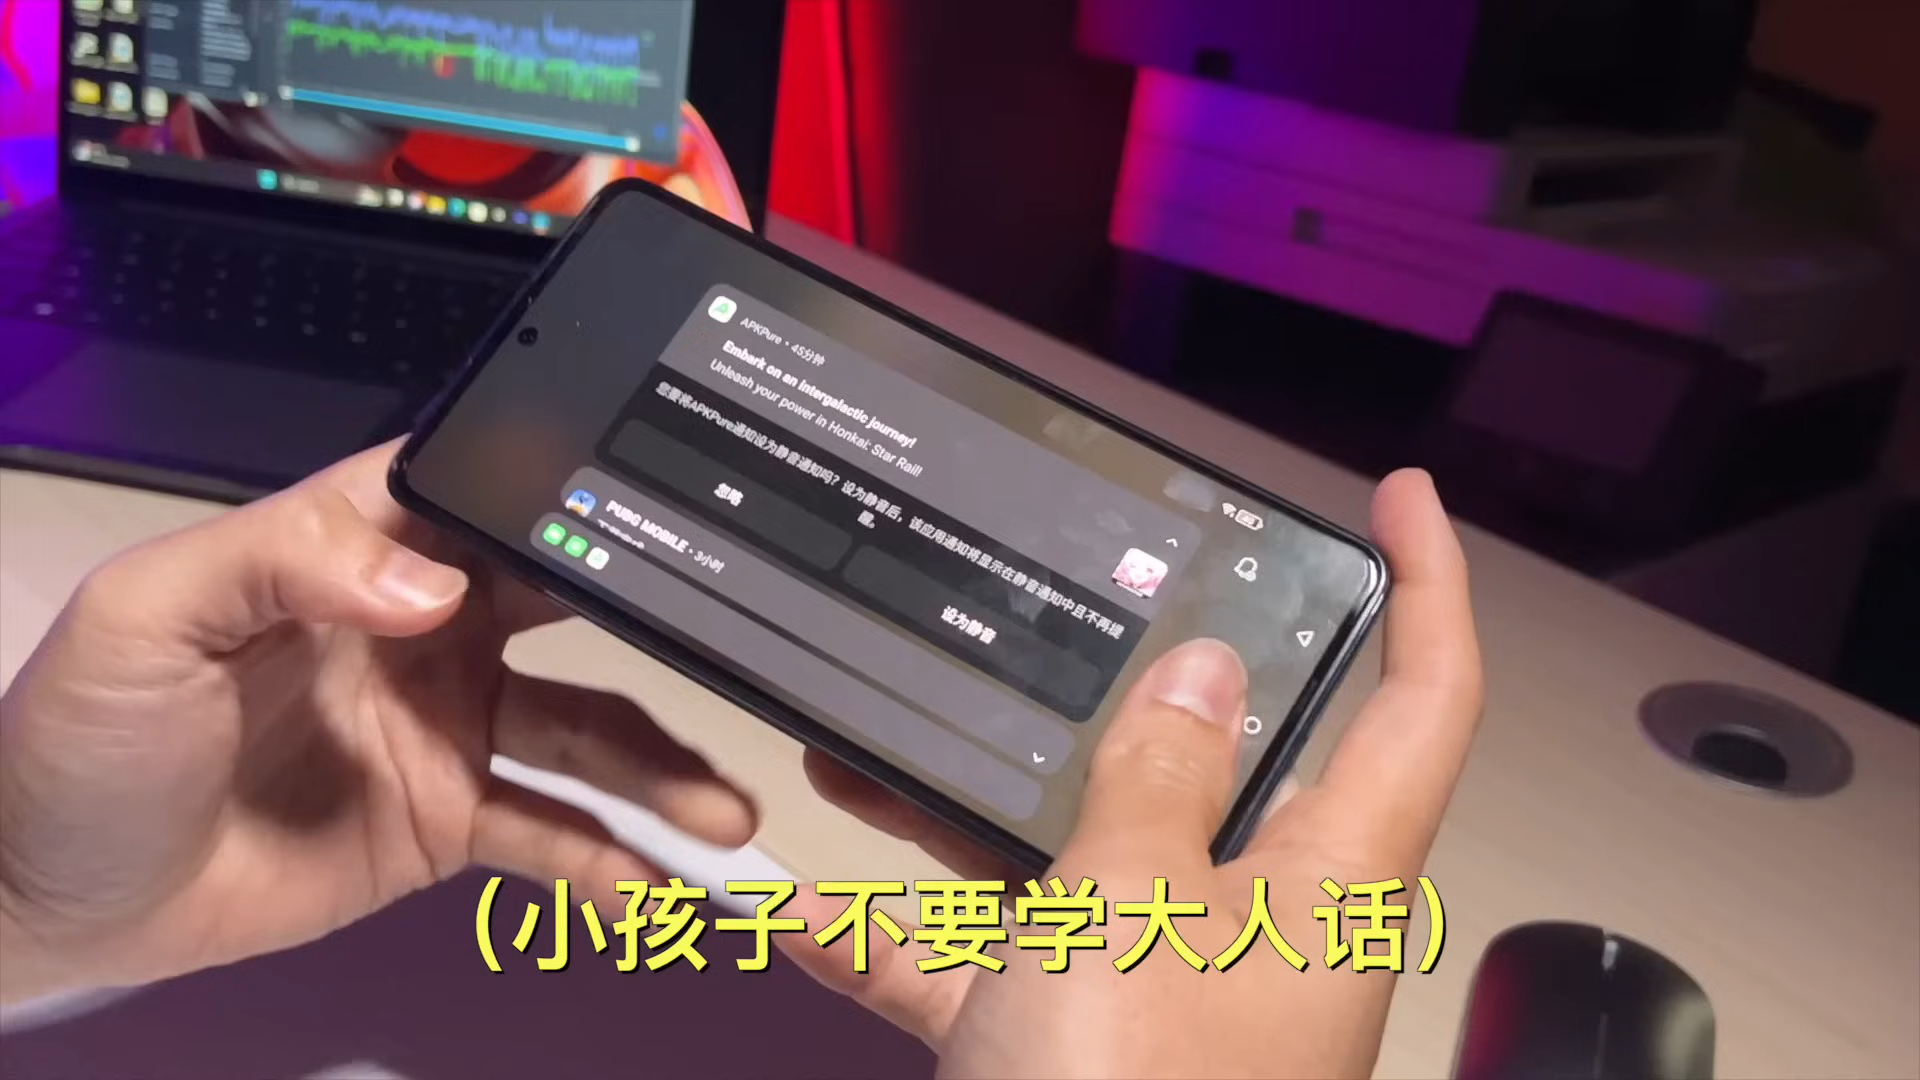 APKPure • 45分钟
Embark on an intergalactic journey!
Unleash your power in Honkai: Star Rail!
您要将APKPure通知设为静音通知吗？设为静音后，该应用通知将显示在静音通知中且不再提
醒。
忽略
设为静音
PUBG MOBILE • 3小时
（小孩子不要学大人话）